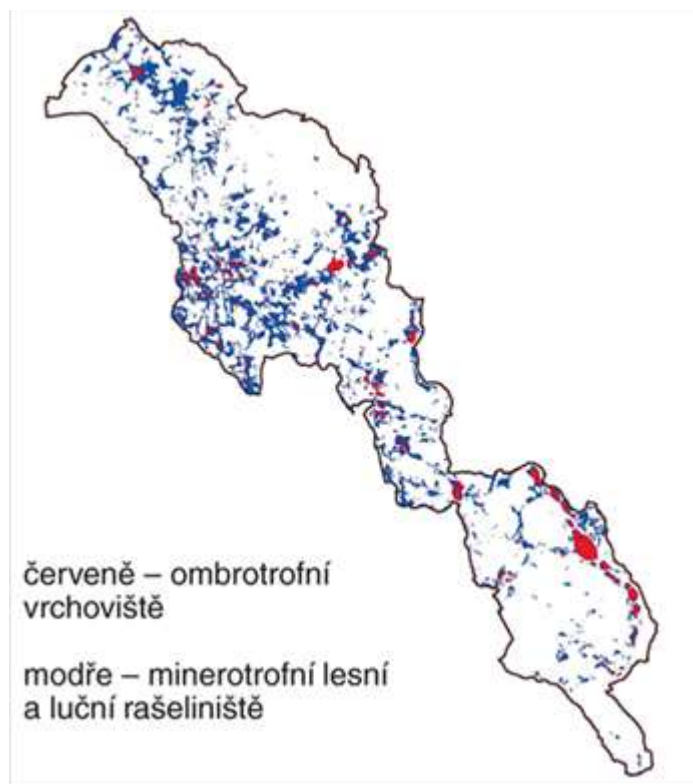 červeně – ombrotrofní
vrchoviště
modře – minerotrofní lesní
a luční rašeliniště